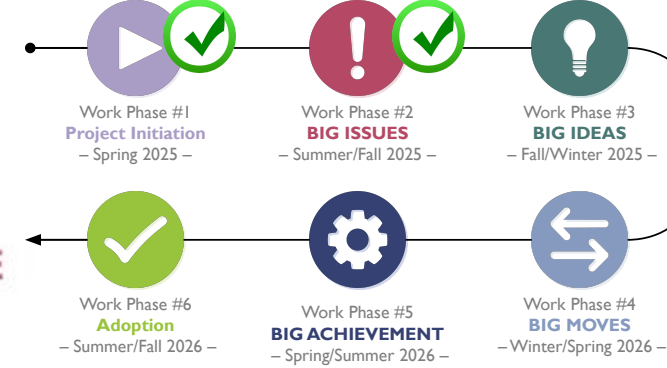 Work Phase #1
Project Initiation
– Spring 2025 –
Work Phase #2
BIG ISSUES
– Summer/Fall 2025 –
Work Phase #3
BIG IDEAS
– Fall/Winter 2025 –
Work Phase #6
Adoption
– Summer/Fall 2026 –
Work Phase #5
BIG ACHIEVEMENT
– Spring/Summer 2026 –
Work Phase #4
BIG MOVES
– Winter/Spring 2026 –